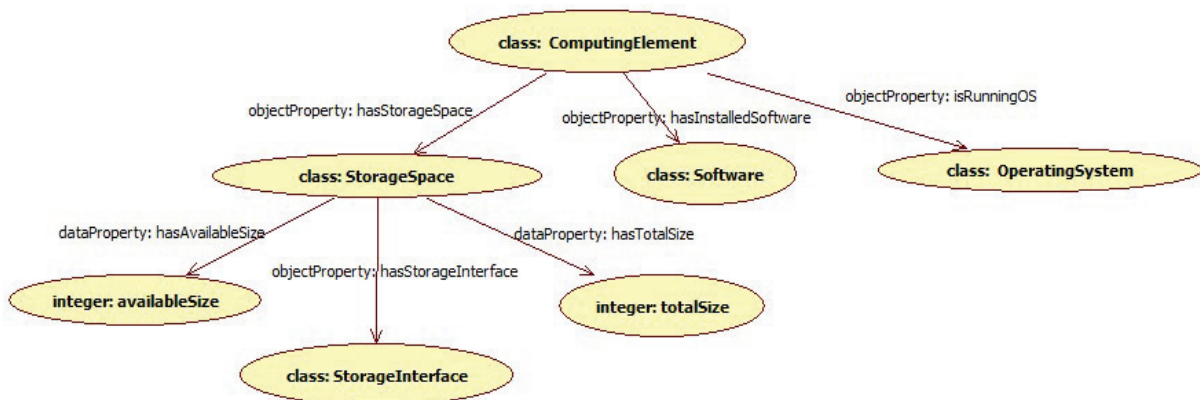 class: ComputingElement
objectProperty: isRunningOS
objectProperty: hasStorageSpace
objectProperty: hasInstalledSoftware
class: StorageSpace
class: Software
class: OperatingSystem
dataProperty: hasAvailableSize
dataProperty: hasTotalSize
objectProperty: hasStorageInterface
integer: availableSize
integer: totalSize
class: StorageInterface